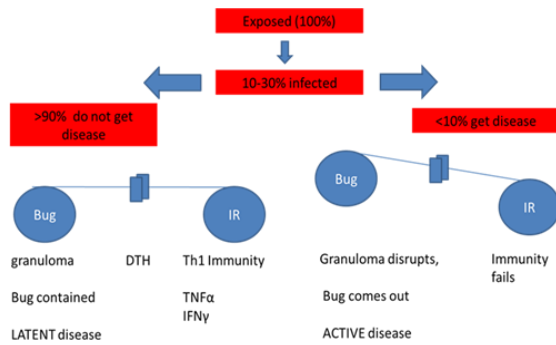 Exposed (100%)
10-30% infected
>90% do not get
disease
<10% get disease
Bug
IR
Bug
IR
granuloma
DTH
Th1 Immunity
Bug contained
TNFα
IFNγ
LATENT disease
Granuloma disrupts,
Immunity
fails
Bug comes out
ACTIVE disease